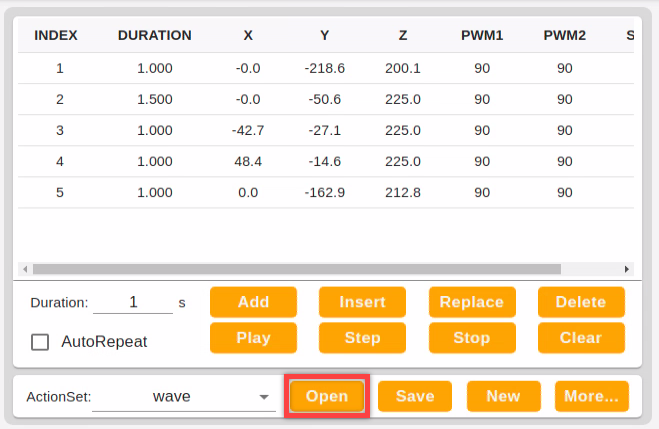 INDEX DURATION X Y Z PWM1 PWM2 S
1 1.000 -0.0 -218.6 200.1 90 90
2 1.500 -0.0 -50.6 225.0 90 90
3 1.000 -42.7 -27.1 225.0 90 90
4 1.000 48.4 -14.6 225.0 90 90
5 1.000 0.0 -162.9 212.8 90 90
Duration: 1 s Add Insert Replace Delete
AutoRepeat Play Step Stop Clear
ActionSet: wave Open Save New More...